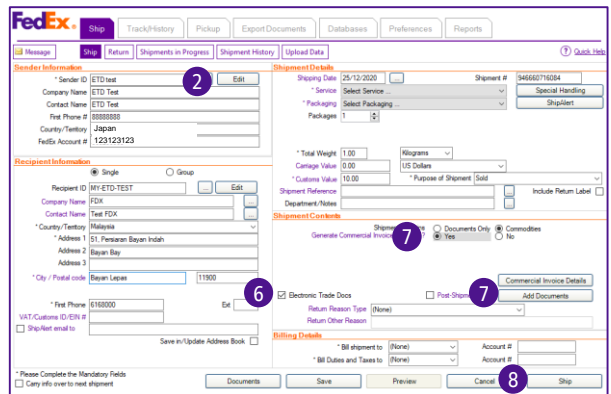 FedEx® Ship Track/History Pickup Export Documents Databases Preferences Reports
Message Ship Return Shipments in Progress Shipment History Upload Data ? Quick Help
Sender Information
* Sender ID ETD test 2 Edit
Company Name ETD Test
Contact Name ETD Test
First Phone # 88888888
Country/Territory Japan
FedEx Account # 123123123
Recipient Information
Single Group
Recipient ID MY-ETD-TEST ... Edit
Company Name FDX ...
Contact Name Test FDX ...
* Country/Territory Malaysia
* Address 1 51, Persiaran Bayan Indah
Address 2 Bayan Bay
Address 3
* City / Postal code Bayan Lepas 11900
* First Phone 6168000 Ext
VAT/Custome ID/EIN #
ShipAlert email to
Save in/Update Address Book
Shipment Details
Shipping Date 25/12/2020 ... Shipment # 946660716084
* Service Select Service ... Special Handling
* Packaging Select Packaging ... ShipAlert
Packages 1
* Total Weight 1.00 Kilograms
Carriage Value 0.00 US Dollars
* Customs Value 10.00 * Purpose of Shipment Sold
Shipment Reference ... Include Return Label
Department/Notes ...
Shipment Contents
Shipme 7 s Documents Only Commodities
Generate Commercial Invoic ? Yes No
Commercial Invoice Details
6 Electronic Trade Docs Post-Shipm 7 Add Documents
Return Reason Type (None)
Return Other Reason
Billing Details
* Bill shipment to (None) Account #
* Bill Duties and Taxes to (None) Account #
* Please Complete the Mandatory Fields
Carry info over to next shipment
Documents Save Preview Cancel 8 Ship